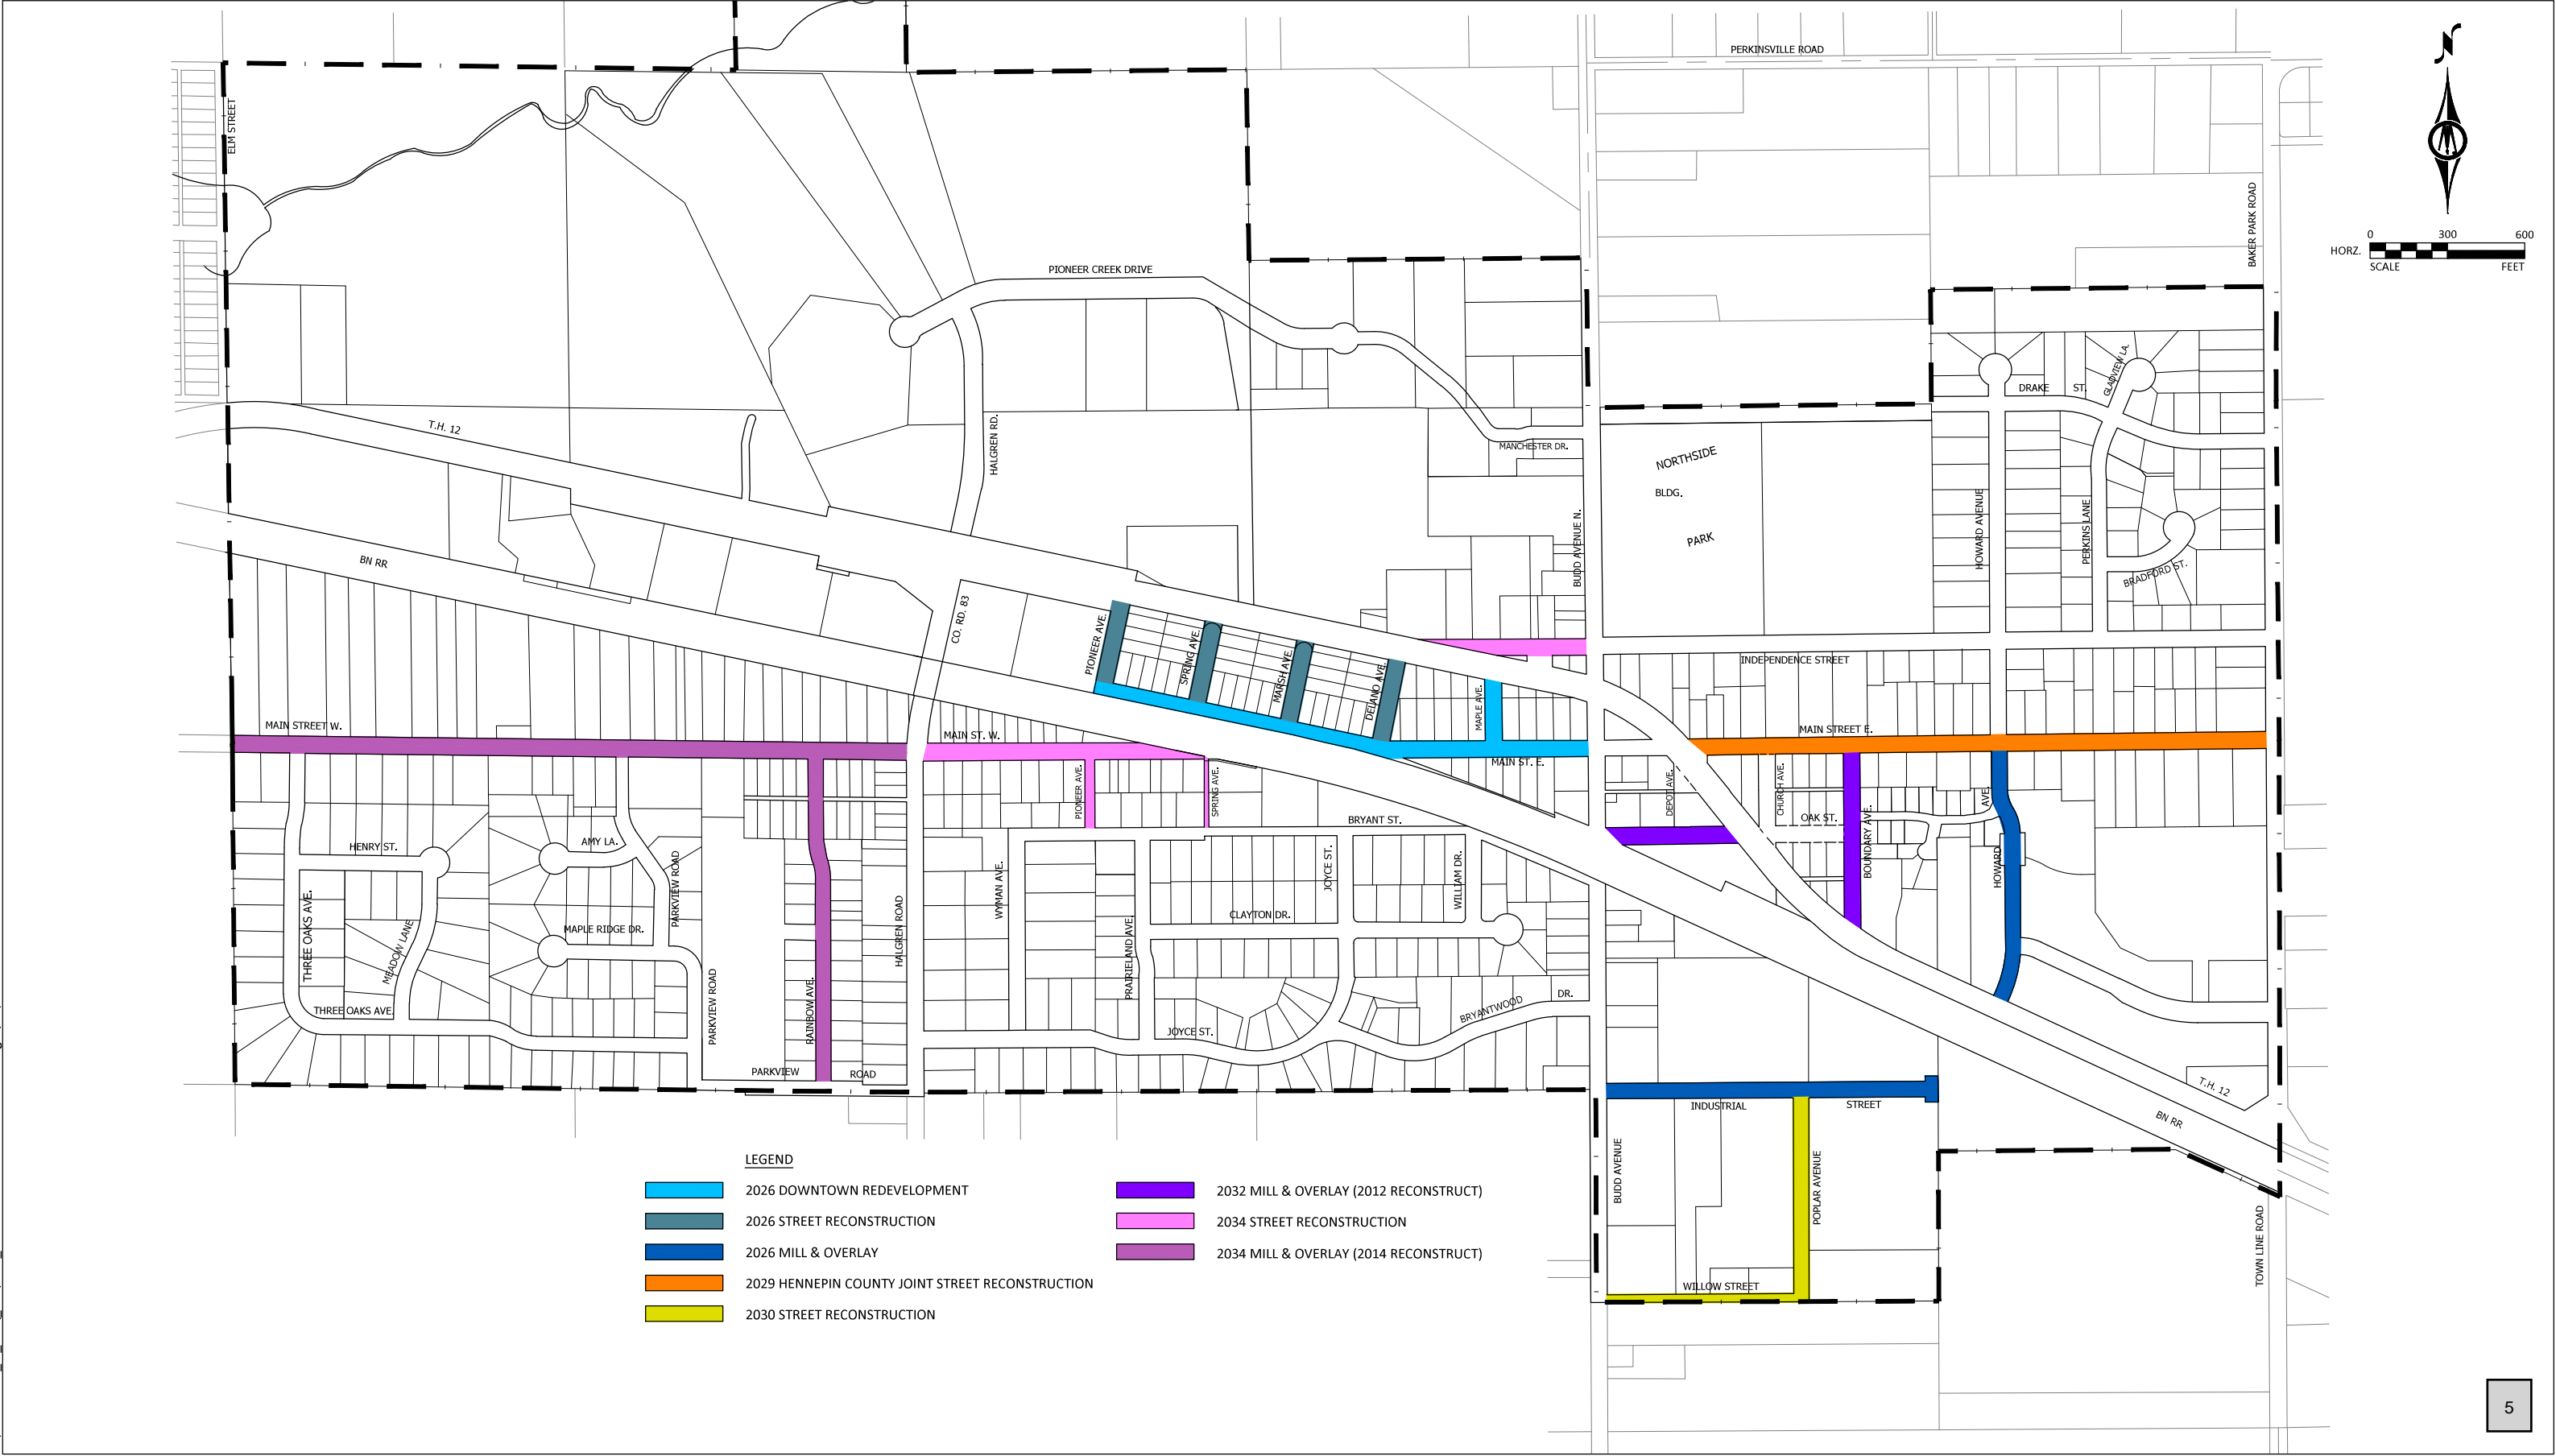 PERKINSVILLE ROAD
N
ELM STREET
BAKER PARK ROAD
0 300 600
HORZ.
SCALE FEET
PIONEER CREEK DRIVE
GLADVIEW LA.
DRAKE ST.
T.H. 12
HALGREN RD.
MANCHESTER DR.
NORTHSIDE
BLDG.
PARK
BUDD AVENUE N.
HOWARD AVENUE
PERKINS LANE
BRADFORD ST.
BN RR
CO. RD. 83
PIONEER AVE.
SPRING AVE.
MARSH AVE.
DELANO AVE.
MAPLE AVE.
INDEPENDENCE STREET
MAIN STREET W.
MAIN ST. W.
MAIN STREET E.
MAIN ST. E.
PIONEER AVE.
SPRING AVE.
DEPOT AVE.
CHURCH AVE.
OAK ST.
BOUNDARY AVE.
HOWARD AVE.
BRYANT ST.
HENRY ST.
AMY LA.
PARKVIEW ROAD
WYMAN AVE.
JOYCE ST.
WILLIAM DR.
THREE OAKS AVE.
MEADOW LANE
MAPLE RIDGE DR.
HALGREN ROAD
CLAYTON DR.
PRAIRIELAND AVE.
THREE OAKS AVE.
PARKVIEW ROAD
RAINBOW AVE.
JOYCE ST.
BRYANTWOOD DR.
PARKVIEW ROAD
INDUSTRIAL STREET
T.H. 12
BN RR
BUDD AVENUE
POPLAR AVENUE
WILLOW STREET
TOWN LINE ROAD
LEGEND
2026 DOWNTOWN REDEVELOPMENT
2026 STREET RECONSTRUCTION
2026 MILL & OVERLAY
2029 HENNEPIN COUNTY JOINT STREET RECONSTRUCTION
2030 STREET RECONSTRUCTION
2032 MILL & OVERLAY (2012 RECONSTRUCT)
2034 STREET RECONSTRUCTION
2034 MILL & OVERLAY (2014 RECONSTRUCT)
5